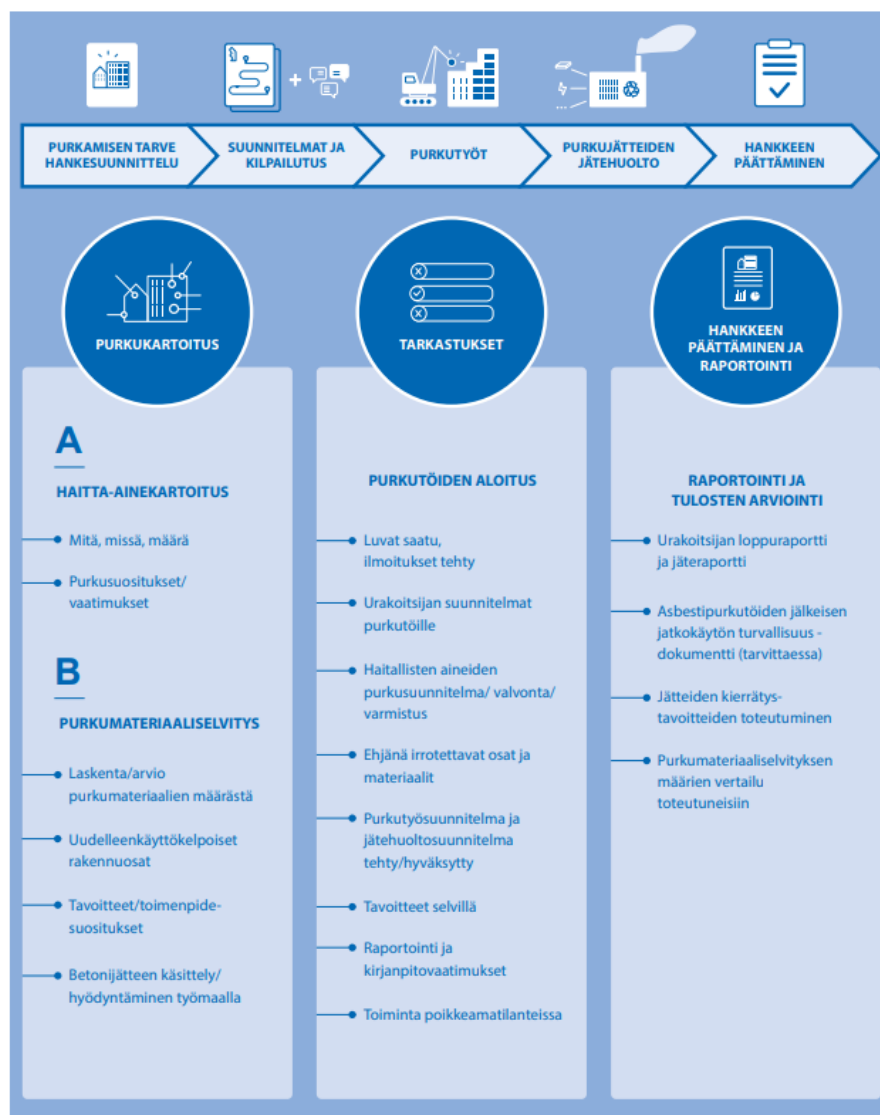 PURKAMISEN TARVE
HANKESUUNNITTELU
SUUNNITELMAT JA
KILPAILUTUS
PURKUTYÖT
PURKUJÄTTEIDEN
JÄTEHUOLTO
HANKKEEN
PÄÄTTÄMINEN
PURKUKARTOITUS
A
HAITTA-AINEKARTOITUS
Mitä, missä, määrä
Purkusuositukset/
vaatimukset
B
PURKUMATERIAALISELVITYS
Laskenta/arvio
purkumateriaalien määrästä
Uudelleenkäyttökelpoiset
rakennuosat
Tavoitteet/toimenpide-
suositukset
Betonijätteen käsittely/
hyödyntäminen työmaalla
TARKASTUKSET
PURKUTÖIDEN ALOITUS
Luvat saatu,
ilmoitukset tehty
Urakoitsijan suunnitelmat
purkutöille
Haitallisten aineiden
purkusuunnitelma/ valvonta/
varmistus
Ehjänä irrotettavat osat ja
materiaalit
Purkutyösuunnitelma ja
jätehuoltosuunnitelma
tehty/hyväksytty
Tavoitteet selvillä
Raportointi ja
kirjanpitovaatimukset
Toiminta poikkeamatilanteissa
HANKKEEN
PÄÄTTÄMINEN JA
RAPORTOINTI
RAPORTOINTI JA
TULOSTEN ARVIOINTI
Urakoitsijan loppuraportti
ja jäteraportti
Asbestipurkutöiden jälkeisen
jatkokäytön turvallisuus -
dokumentti (tarvittaessa)
Jätteiden kierrätys-
tavoitteiden toteutuminen
Purkumateriaaliselvityksen
määrien vertailu
toteutuneisiin